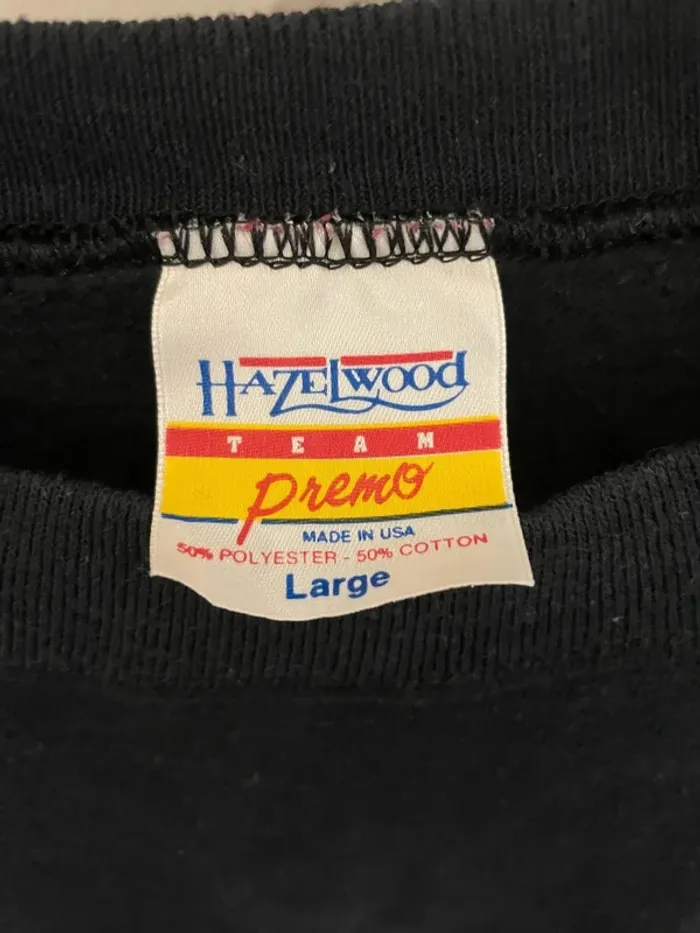 HAZELWOOD
TEAM
Premo
MADE IN USA
50% POLYESTER - 50% COTTON
Large